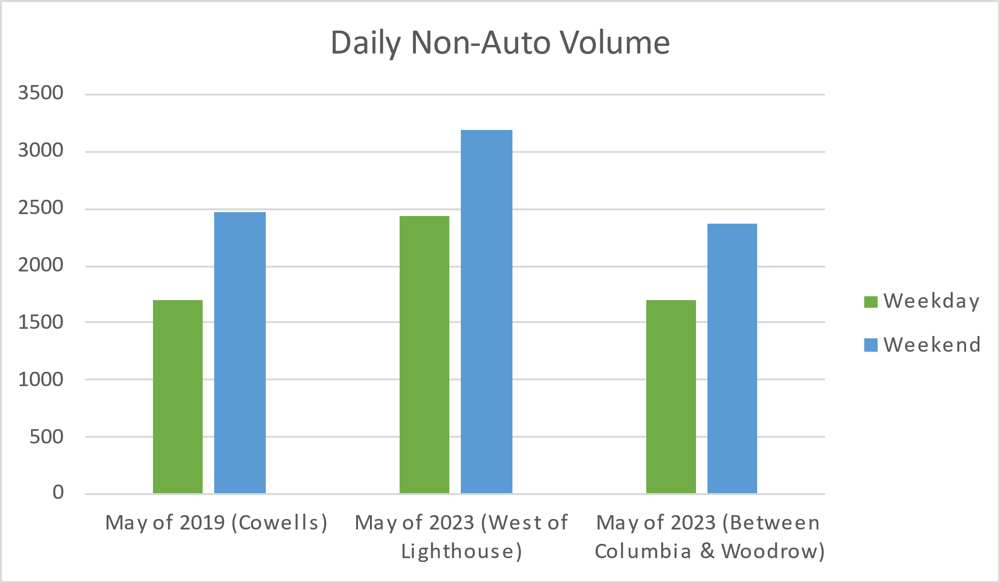 Daily Non-Auto Volume
3500
3000
2500
2000
1500
1000
500
0
Weekday
Weekend
May of 2019 (Cowells)
May of 2023 (West of
Lighthouse)
May of 2023 (Between
Columbia & Woodrow)